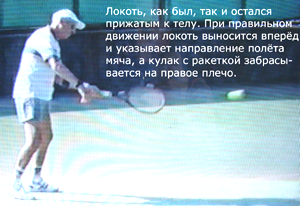 Локоть, как был, так и остался
прижатым к телу. При правильном
движении локоть выносится вперёд
и указывает направление полёта
мяча, а кулак с ракеткой забрасы-
вается на правое плечо.